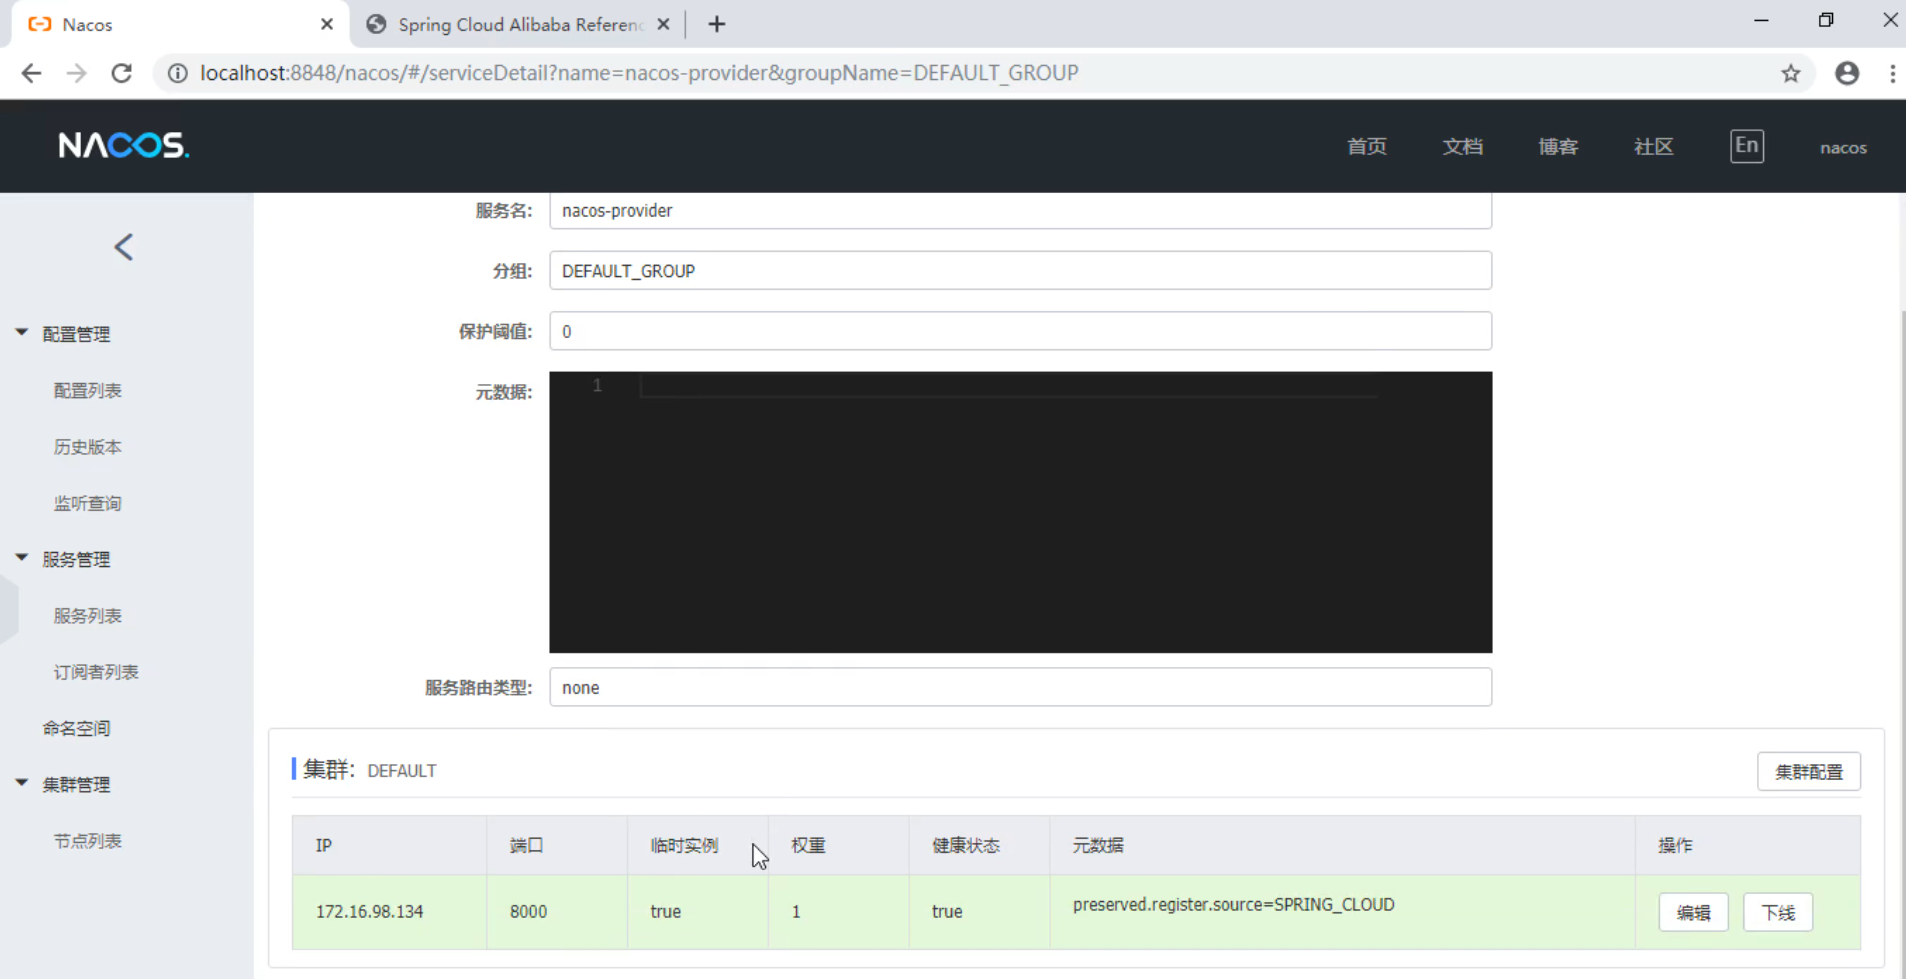 Nacos
Spring Cloud Alibaba Referenc
localhost:8848/nacos/#/serviceDetail?name=nacos-provider&groupName=DEFAULT_GROUP
NACOS.
首页
文档
博客
社区
En
nacos
服务名: nacos-provider
分组: DEFAULT_GROUP
保护阈值: 0
元数据: 1
服务路由类型: none
配置管理
配置列表
历史版本
监听查询
服务管理
服务列表
订阅者列表
命名空间
集群管理
节点列表
集群: DEFAULT
集群配置
IP 端口 临时实例 权重 健康状态 元数据 操作
172.16.98.134 8000 true 1 true preserved.register.source=SPRING_CLOUD 编辑 下线